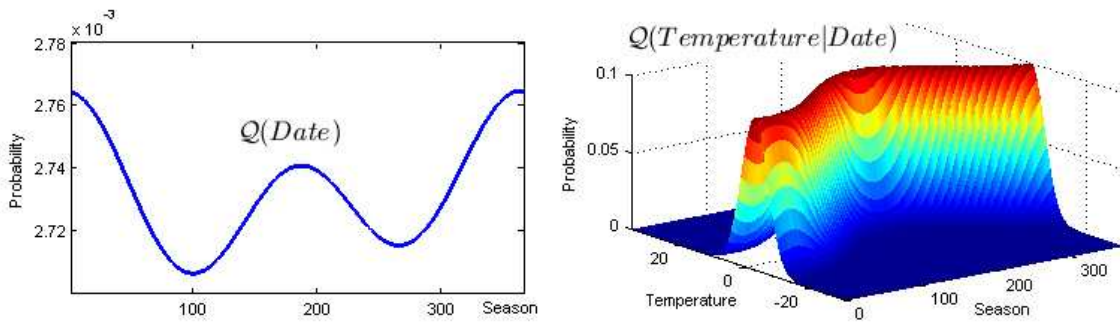 × 10⁻³
2.78
2.76
2.74
2.72
Probability
𝒬(Date)
100
200
300
Season
𝒬(Temperature|Date)
0.1
0.05
0
Probability
20
0
-20
Temperature
0
100
200
300
Season